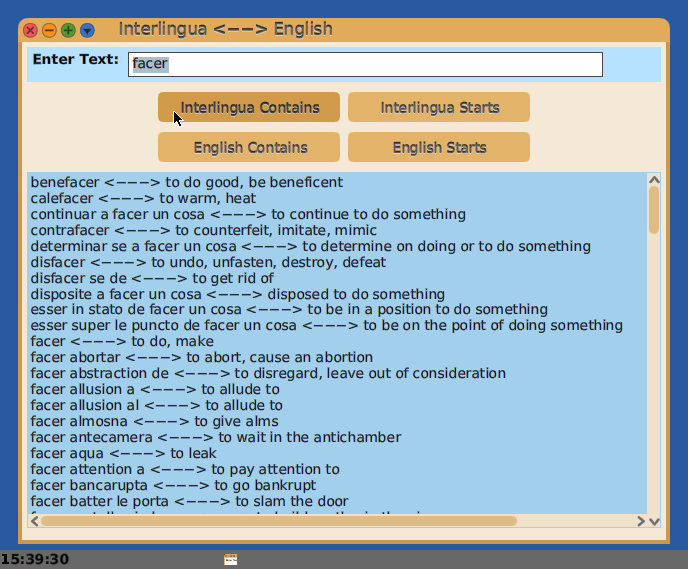 Interlingua <−−> English
Enter Text: facer
Interlingua Contains Interlingua Starts
English Contains English Starts
benefacer <−−−> to do good, be beneficent
calefacer <−−−> to warm, heat
continuar a facer un cosa <−−−> to continue to do something
contrafacer <−−−> to counterfeit, imitate, mimic
determinar se a facer un cosa <−−−> to determine on doing or to do something
disfacer <−−−> to undo, unfasten, destroy, defeat
disfacer se de <−−−> to get rid of
disposite a facer un cosa <−−−> disposed to do something
esser in stato de facer un cosa <−−−> to be in a position to do something
esser super le puncto de facer un cosa <−−−> to be on the point of doing something
facer <−−−> to do, make
facer abortar <−−−> to abort, cause an abortion
facer abstraction de <−−−> to disregard, leave out of consideration
facer allusion a <−−−> to allude to
facer allusion al <−−−> to allude to
facer almosna <−−−> to give alms
facer antecamera <−−−> to wait in the antichamber
facer aqua <−−−> to leak
facer attention a <−−−> to pay attention to
facer bancarupta <−−−> to go bankrupt
facer batter le porta <−−−> to slam the door
15:39:30